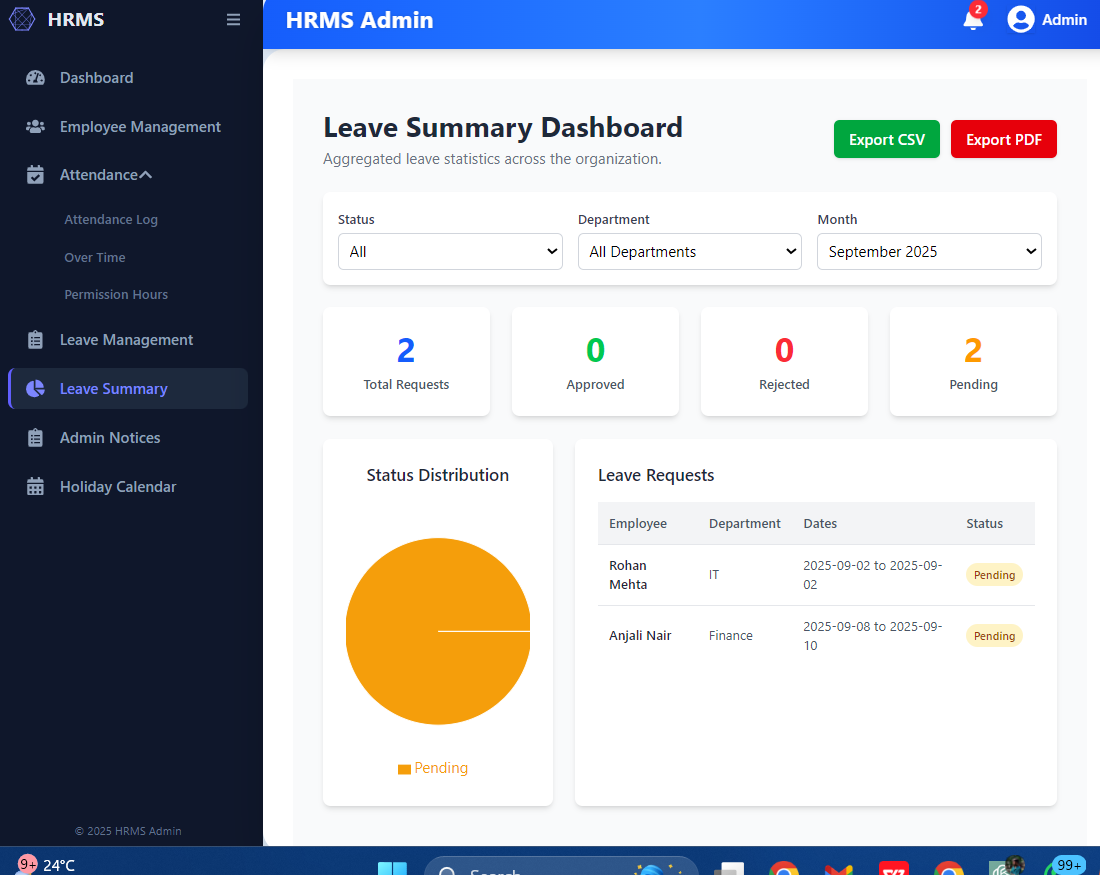 HRMS
HRMS Admin
2
Admin
Dashboard
Employee Management
Attendance
Attendance Log
Over Time
Permission Hours
Leave Management
Leave Summary
Admin Notices
Holiday Calendar
© 2025 HRMS Admin
Leave Summary Dashboard
Aggregated leave statistics across the organization.
Export CSV
Export PDF
Status
Department
Month
All
All Departments
September 2025
2
0
0
2
Total Requests
Approved
Rejected
Pending
Status Distribution
Pending
Leave Requests
Employee Department Dates Status
Rohan
Mehta
IT
2025-09-02 to 2025-09-
02
Pending
Anjali Nair
Finance
2025-09-08 to 2025-09-
10
Pending
9+
24°C
Search
99+